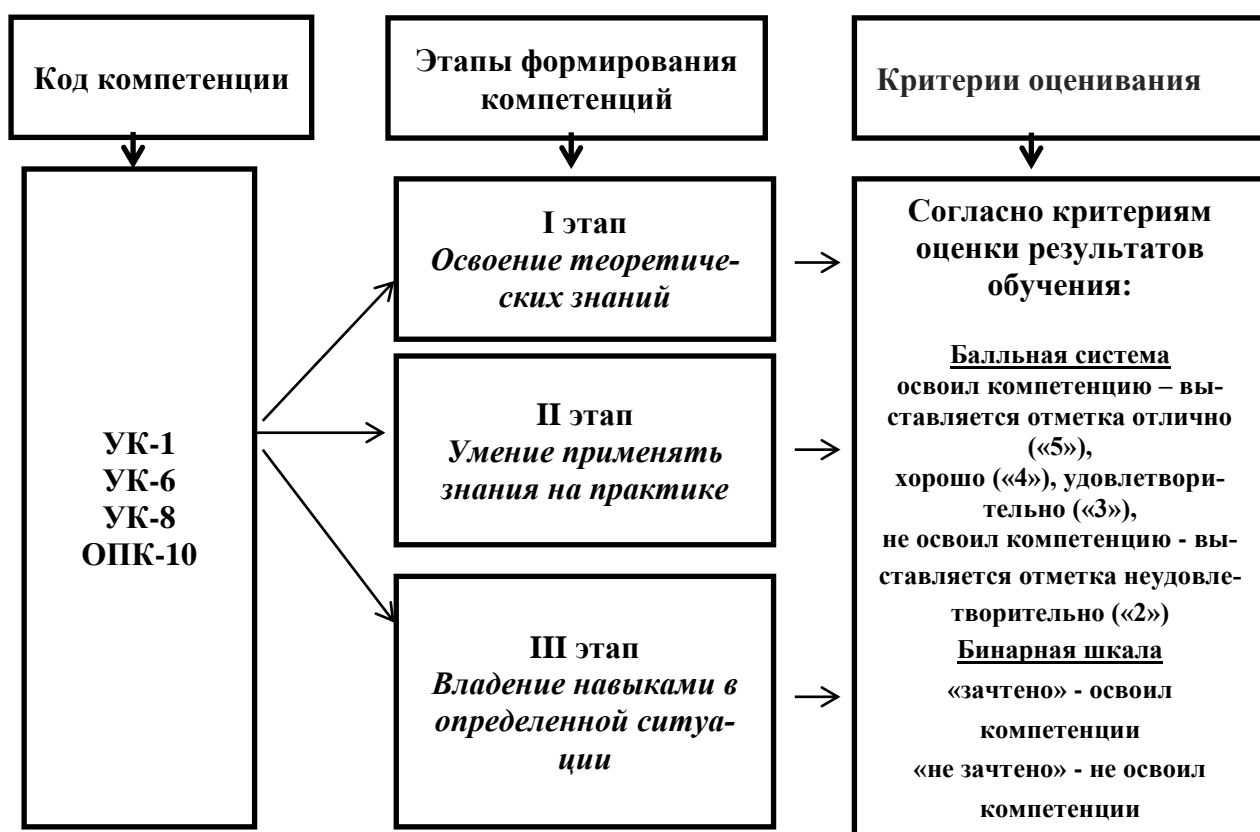 Код компетенции
Этапы формирования
компетенций
Критерии оценивания
УК-1
УК-6
УК-8
ОПК-10
I этап
Освоение теоретиче-
ских знаний
II этап
Умение применять
знания на практике
III этап
Владение навыками в
определенной ситуа-
ции
Согласно критериям
оценки результатов
обучения:
Балльная система
освоил компетенцию – вы-
ставляется отметка отлично
(«5»),
хорошо («4»), удовлетвори-
тельно («3»),
не освоил компетенцию - вы-
ставляется отметка неудовле-
творительно («2»)
Бинарная шкала
«зачтено» - освоил
компетенции
«не зачтено» - не освоил
компетенции